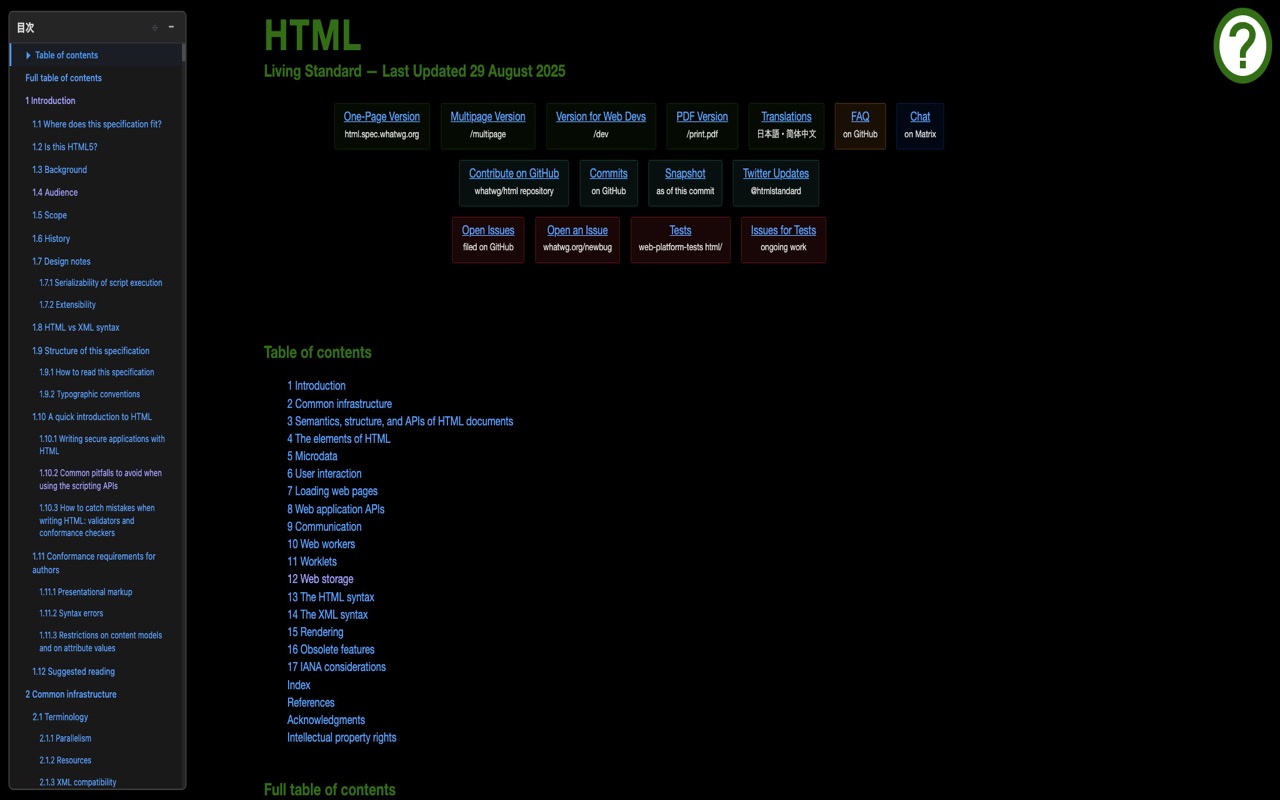 目次
Table of contents
Full table of contents
1 Introduction
1.1 Where does this specification fit?
1.2 Is this HTML5?
1.3 Background
1.4 Audience
1.5 Scope
1.6 History
1.7 Design notes
1.7.1 Serializability of script execution
1.7.2 Extensibility
1.8 HTML vs XML syntax
1.9 Structure of this specification
1.9.1 How to read this specification
1.9.2 Typographic conventions
1.10 A quick introduction to HTML
1.10.1 Writing secure applications with
HTML
1.10.2 Common pitfalls to avoid when
using the scripting APIs
1.10.3 How to catch mistakes when
writing HTML: validators and
conformance checkers
1.11 Conformance requirements for
authors
1.11.1 Presentational markup
1.11.2 Syntax errors
1.11.3 Restrictions on content models
and on attribute values
1.12 Suggested reading
2 Common infrastructure
2.1 Terminology
2.1.1 Parallelism
2.1.2 Resources
2.1.3 XML compatibility
HTML
Living Standard — Last Updated 29 August 2025
One-Page Version
html.spec.whatwg.org
Multipage Version
/multipage
Version for Web Devs
/dev
PDF Version
/print.pdf
Translations
日本語 • 简体中文
FAQ
on GitHub
Chat
on Matrix
Contribute on GitHub
whatwg/html repository
Commits
on GitHub
Snapshot
as of this commit
Twitter Updates
@htmlstandard
Open Issues
filed on GitHub
Open an Issue
whatwg.org/newbug
Tests
web-platform-tests html/
Issues for Tests
ongoing work
Table of contents
1 Introduction
2 Common infrastructure
3 Semantics, structure, and APIs of HTML documents
4 The elements of HTML
5 Microdata
6 User interaction
7 Loading web pages
8 Web application APIs
9 Communication
10 Web workers
11 Worklets
12 Web storage
13 The HTML syntax
14 The XML syntax
15 Rendering
16 Obsolete features
17 IANA considerations
Index
References
Acknowledgments
Intellectual property rights
Full table of contents
?